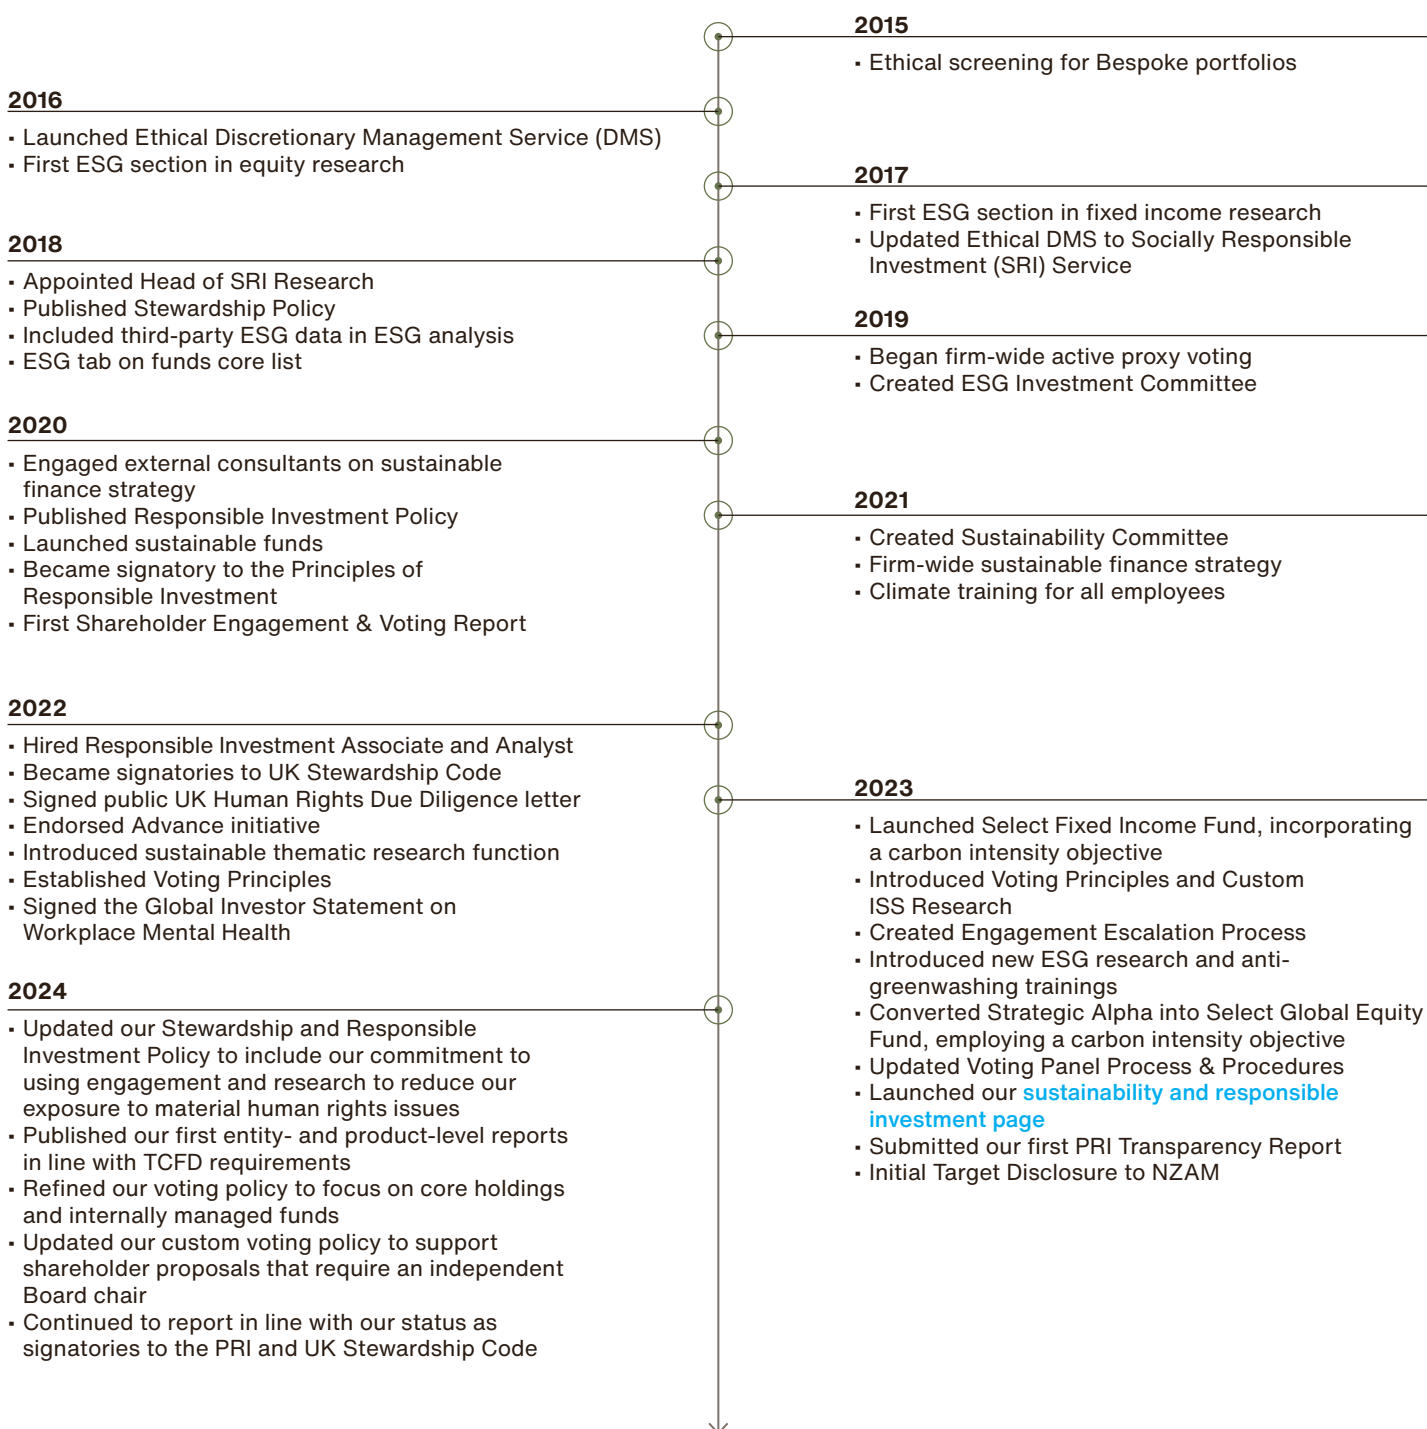 2015
▪ Ethical screening for Bespoke portfolios
2016
▪ Launched Ethical Discretionary Management Service (DMS)
▪ First ESG section in equity research
2017
▪ First ESG section in fixed income research
▪ Updated Ethical DMS to Socially Responsible
Investment (SRI) Service
2018
▪ Appointed Head of SRI Research
▪ Published Stewardship Policy
▪ Included third-party ESG data in ESG analysis
▪ ESG tab on funds core list
2019
▪ Began firm-wide active proxy voting
▪ Created ESG Investment Committee
2020
▪ Engaged external consultants on sustainable
finance strategy
▪ Published Responsible Investment Policy
▪ Launched sustainable funds
▪ Became signatory to the Principles of
Responsible Investment
▪ First Shareholder Engagement & Voting Report
2021
▪ Created Sustainability Committee
▪ Firm-wide sustainable finance strategy
▪ Climate training for all employees
2022
▪ Hired Responsible Investment Associate and Analyst
▪ Became signatories to UK Stewardship Code
▪ Signed public UK Human Rights Due Diligence letter
▪ Endorsed Advance initiative
▪ Introduced sustainable thematic research function
▪ Established Voting Principles
▪ Signed the Global Investor Statement on
Workplace Mental Health
2023
▪ Launched Select Fixed Income Fund, incorporating
a carbon intensity objective
▪ Introduced Voting Principles and Custom
ISS Research
▪ Created Engagement Escalation Process
▪ Introduced new ESG research and anti-
greenwashing trainings
▪ Converted Strategic Alpha into Select Global Equity
Fund, employing a carbon intensity objective
▪ Updated Voting Panel Process & Procedures
▪ Launched our sustainability and responsible
investment page
▪ Submitted our first PRI Transparency Report
▪ Initial Target Disclosure to NZAM
2024
▪ Updated our Stewardship and Responsible
Investment Policy to include our commitment to
using engagement and research to reduce our
exposure to material human rights issues
▪ Published our first entity- and product-level reports
in line with TCFD requirements
▪ Refined our voting policy to focus on core holdings
and internally managed funds
▪ Updated our custom voting policy to support
shareholder proposals that require an independent
Board chair
▪ Continued to report in line with our status as
signatories to the PRI and UK Stewardship Code